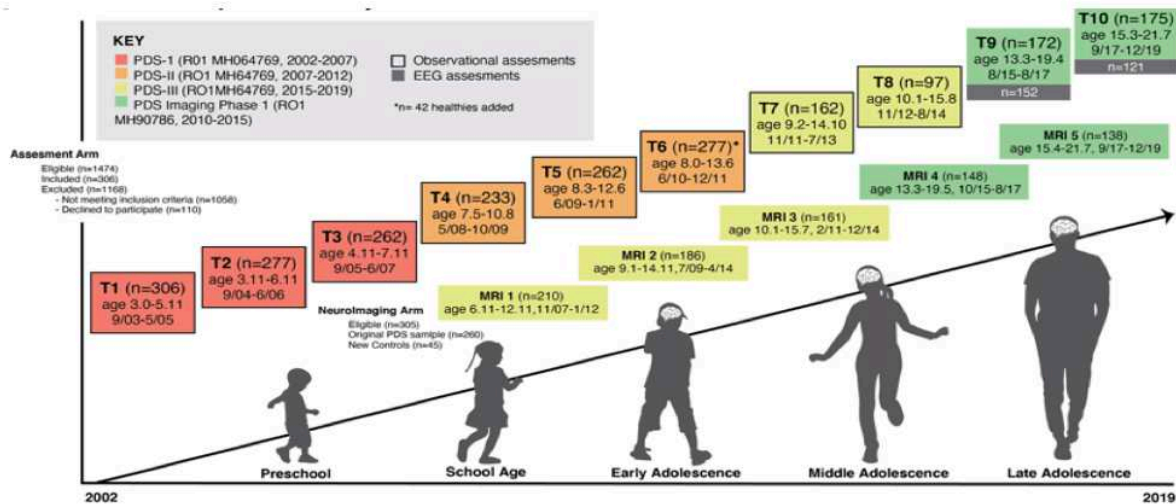 KEY
PDS-1 (R01 MH064769, 2002-2007)
PDS-II (RO1 MH64769, 2007-2012)
PDS-III (RO1MH64769, 2015-2019)
PDS Imaging Phase 1 (RO1
MH90786, 2010-2015)
Observational assesments
EEG assesments
*n= 42 healthies added
Assesment Arm
Eligible (n=1474)
Included (n=306)
Excluded (n=1168)
- Not meeting inclusion criteria (n=1058)
- Declined to participate (n=110)
T1 (n=306)
age 3.0-5.11
9/03-5/05
T2 (n=277)
age 3.11-6.11
9/04-6/06
T3 (n=262)
age 4.11-7.11
9/05-6/07
T4 (n=233)
age 7.5-10.8
5/08-10/09
T5 (n=262)
age 8.3-12.6
6/09-1/11
T6 (n=277)*
age 8.0-13.6
6/10-12/11
T7 (n=162)
age 9.2-14.10
11/11-7/13
T8 (n=97)
age 10.1-15.8
11/12-8/14
T9 (n=172)
age 13.3-19.4
8/15-8/17
n=152
T10 (n=175)
age 15.3-21.7
9/17-12/19
n=121
NeuroImaging Arm
Eligible (n=305)
Original PDS samiple (n=260)
New Controls (n=45)
MRI 1 (n=210)
age 6.11-12.11,11/07-1/12
MRI 2 (n=186)
age 9.1-14.11,7/09-4/14
MRI 3 (n=161)
age 10.1-15.7, 2/11-12/14
MRI 4 (n=148)
age 13.3-19.5, 10/15-8/17
MRI 5 (n=138)
age 15.4-21.7, 9/17-12/19
Preschool
School Age
Early Adolescence
Middle Adolescence
Late Adolescence
2002
2019